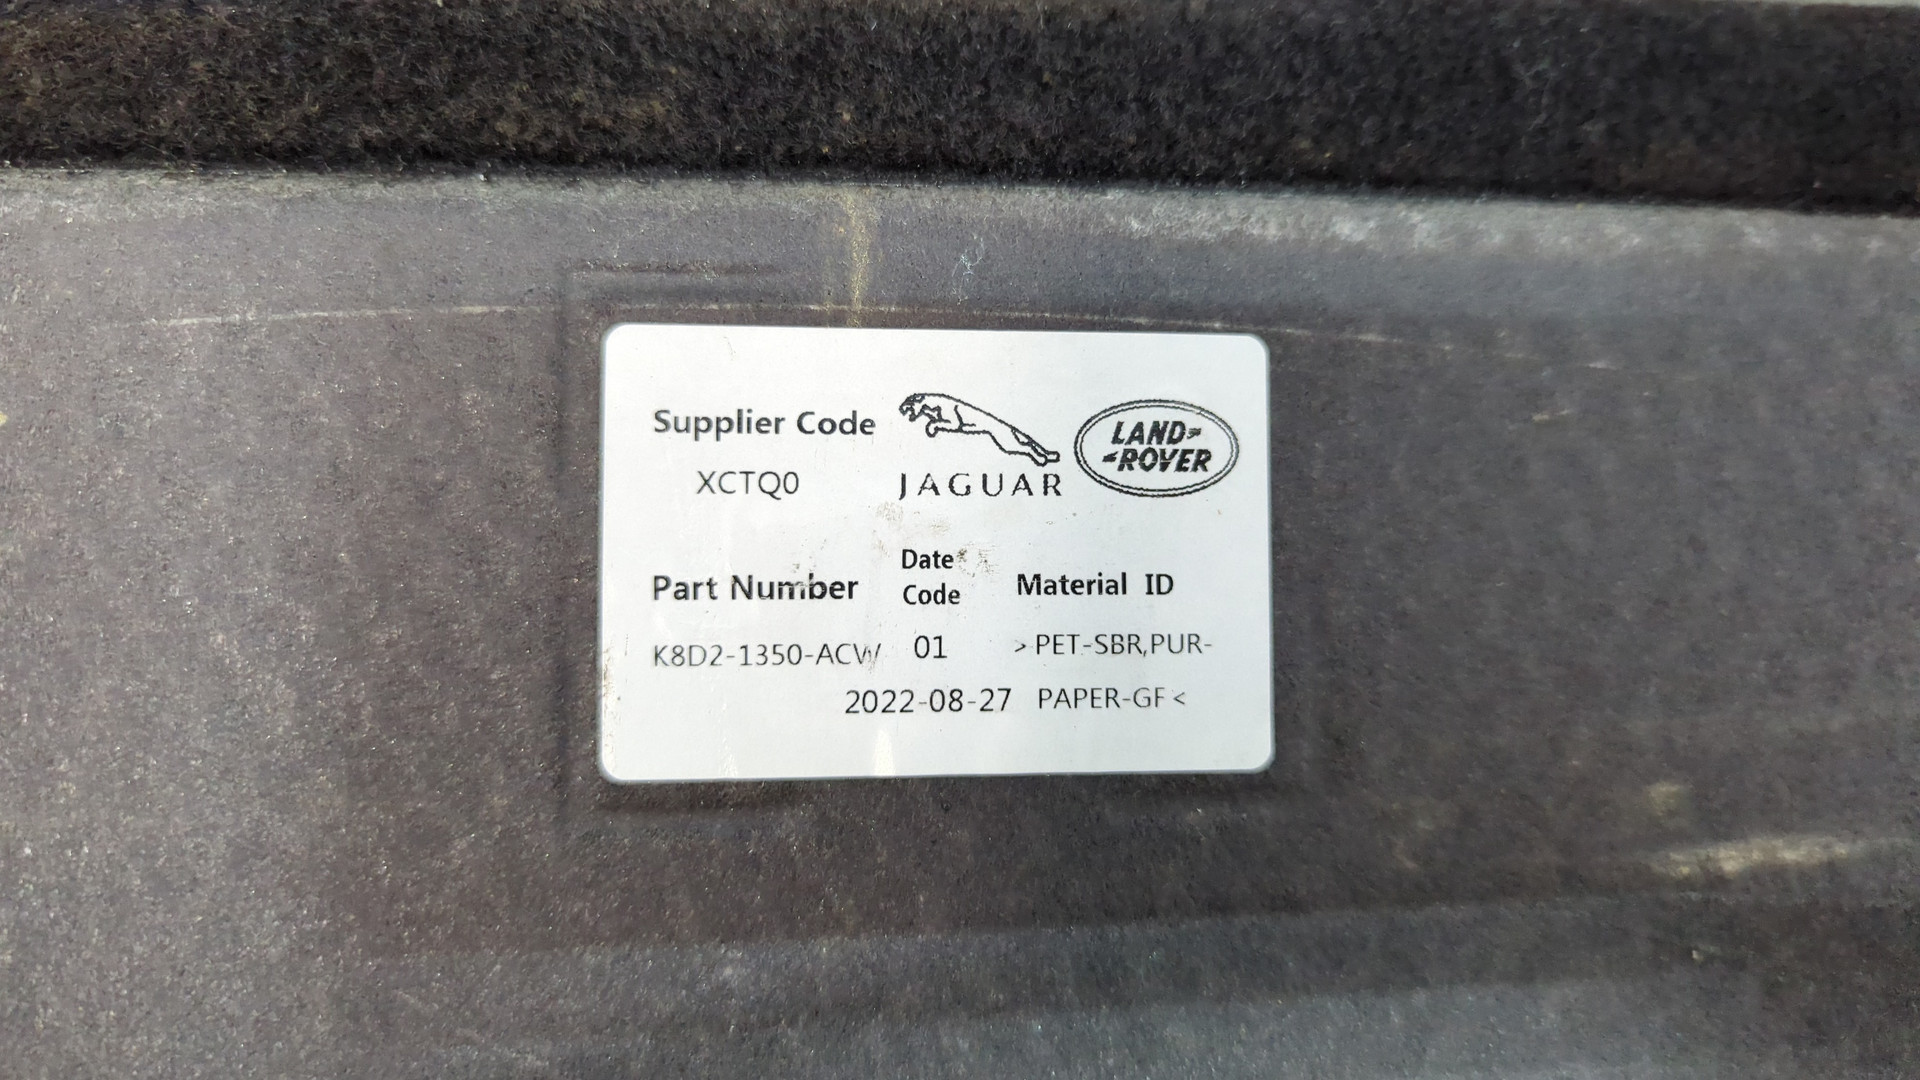 Supplier Code
XCTQ0
JAGUAR
LAND-
-ROVER
Part Number
Date
Code
Material ID
K8D2-1350-ACW
01
>PET-SBR,PUR-
2022-08-27
PAPER-GF<